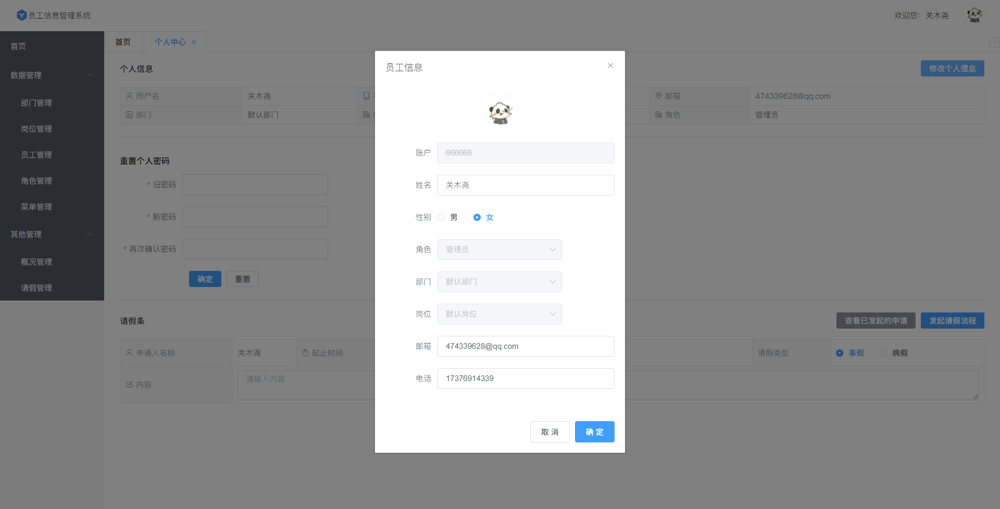 员工信息管理系统
欢迎您：关木尧
首页
数据管理
部门管理
岗位管理
员工管理
角色管理
菜单管理
其他管理
概况管理
请假管理
首页
个人中心
个人信息
修改个人信息
用户名 关木尧
邮箱 474339628@qq.com
部门 默认部门
角色 管理员
重置个人密码
* 旧密码
* 新密码
* 再次确认密码
确定 重置
请假条
查看已发起的申请 发起请假流程
申请人名称 关木尧 起止时间
请假类型 事假 病假
内容 请输入内容
员工信息
账户 666666
姓名 关木尧
性别 男 女
角色 管理员
部门 默认部门
岗位 默认岗位
邮箱 474339628@qq.com
电话 17376914339
取 消 确 定